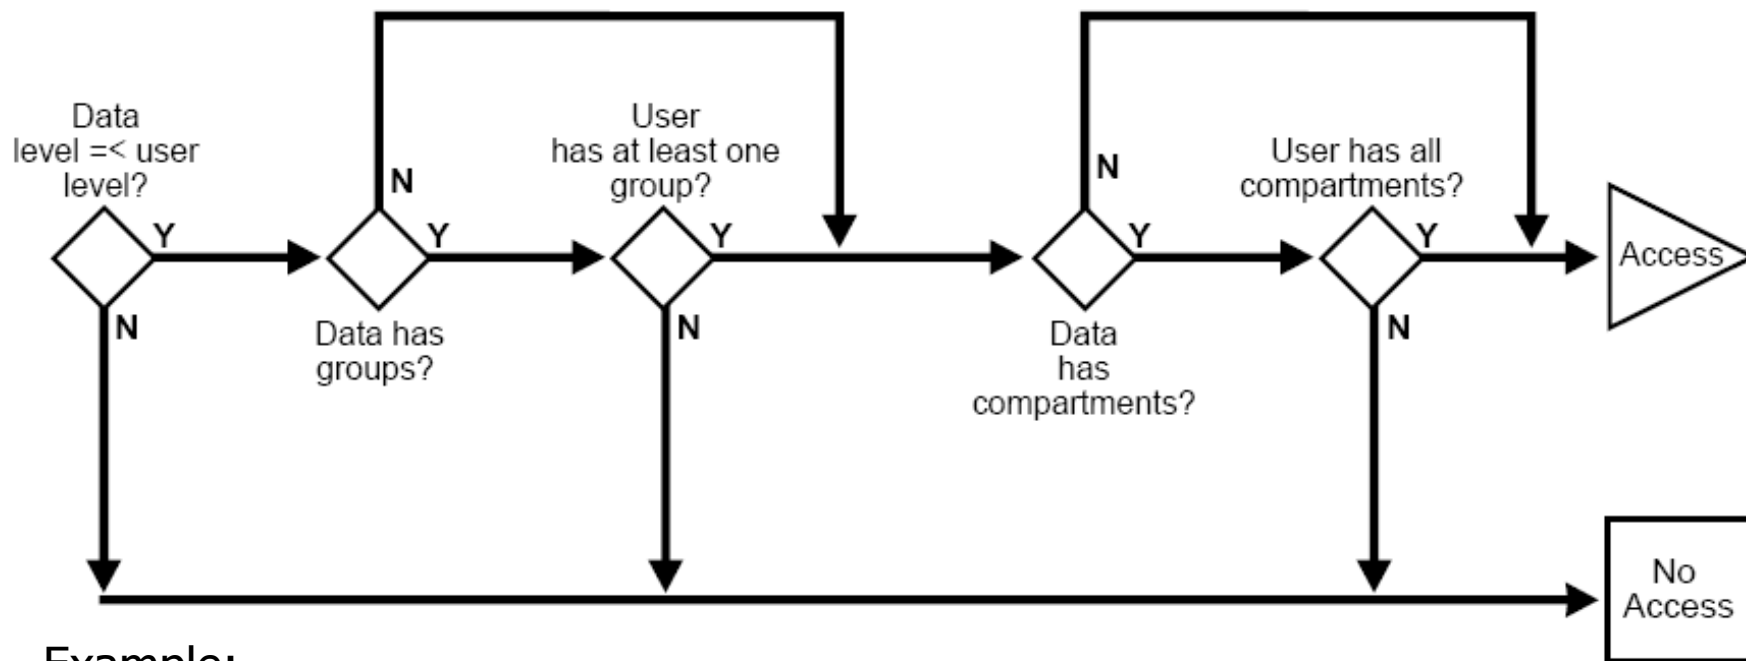 Data
level =< user
level?
Y
N
Data has
groups?
N
Y
User
has at least one
group?
Y
N
Data
has
compartments?
N
Y
User has all
compartments?
Y
N
Access
No
Access
Example: